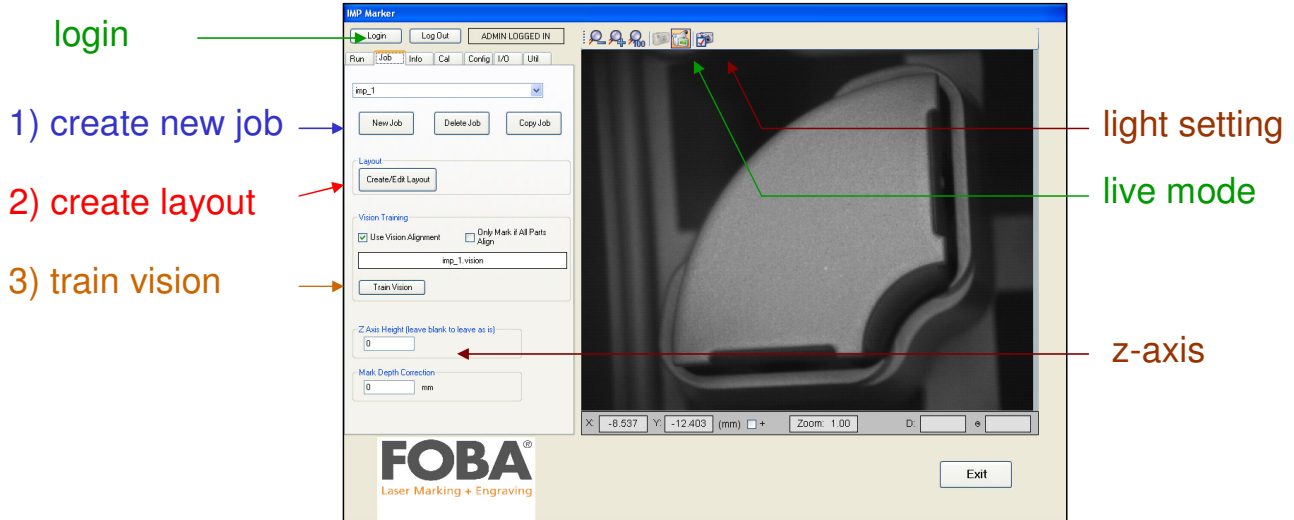 IMP Marker
login
Login Log Out ADMIN LOGGED IN
100
Run Job Info Cal Config I/O Util
imp_1
1) create new job
New Job Delete Job Copy Job
light setting
Layout
Create/Edit Layout
2) create layout
live mode
Vision Training
Use Vision Alignment Only Mark if All Parts Align
imp_1.vision
3) train vision
Train Vision
Z Axis Height (leave blank to leave as is)
0
z-axis
Mark Depth Correction
0 mm
X: -8.537 Y: -12.403 (mm) + Zoom: 1.00 D:
FOBA®
Laser Marking + Engraving
Exit